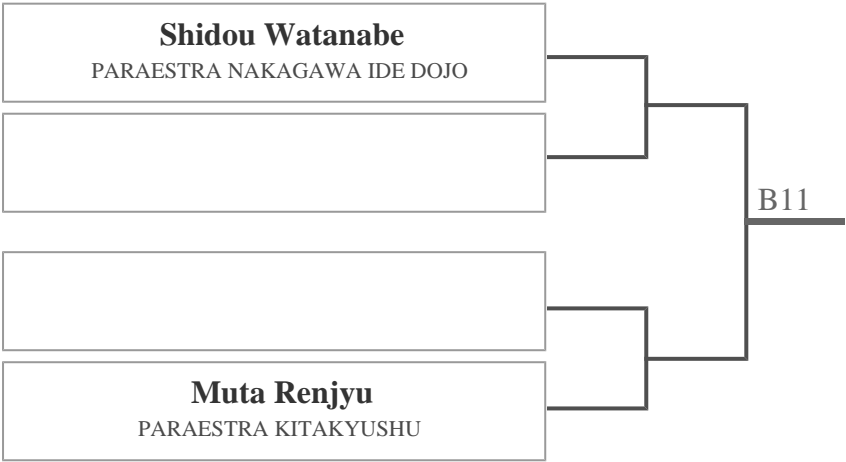 Shidou Watanabe
PARAESTRA NAKAGAWA IDE DOJO
B11
Muta Renjyu
PARAESTRA KITAKYUSHU